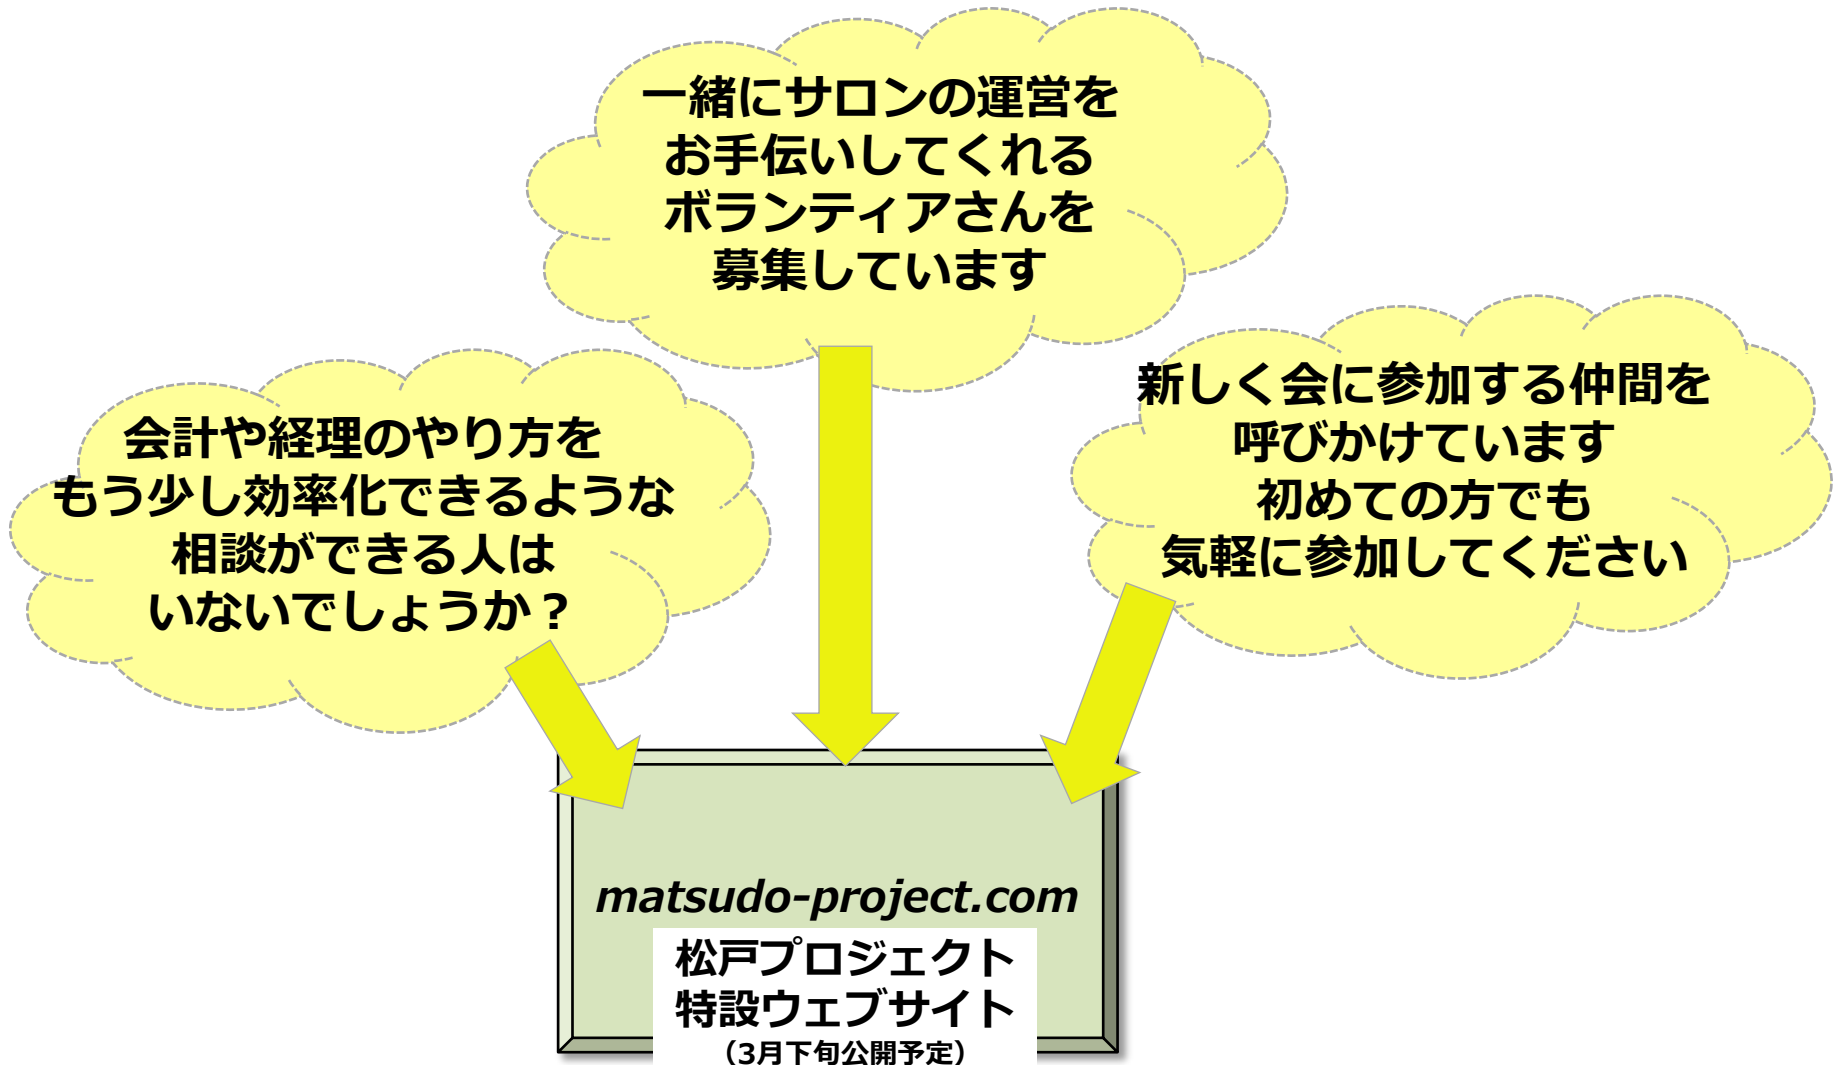 一緒にサロンの運営を
お手伝いしてくれる
ボランティアさんを
募集しています
会計や経理のやり方を
もう少し効率化できるような
相談ができる人は
いないでしょうか？
新しく会に参加する仲間を
呼びかけています
初めての方でも
気軽に参加してください
matsudo-project.com
松戸プロジェクト
特設ウェブサイト
（3月下旬公開予定）